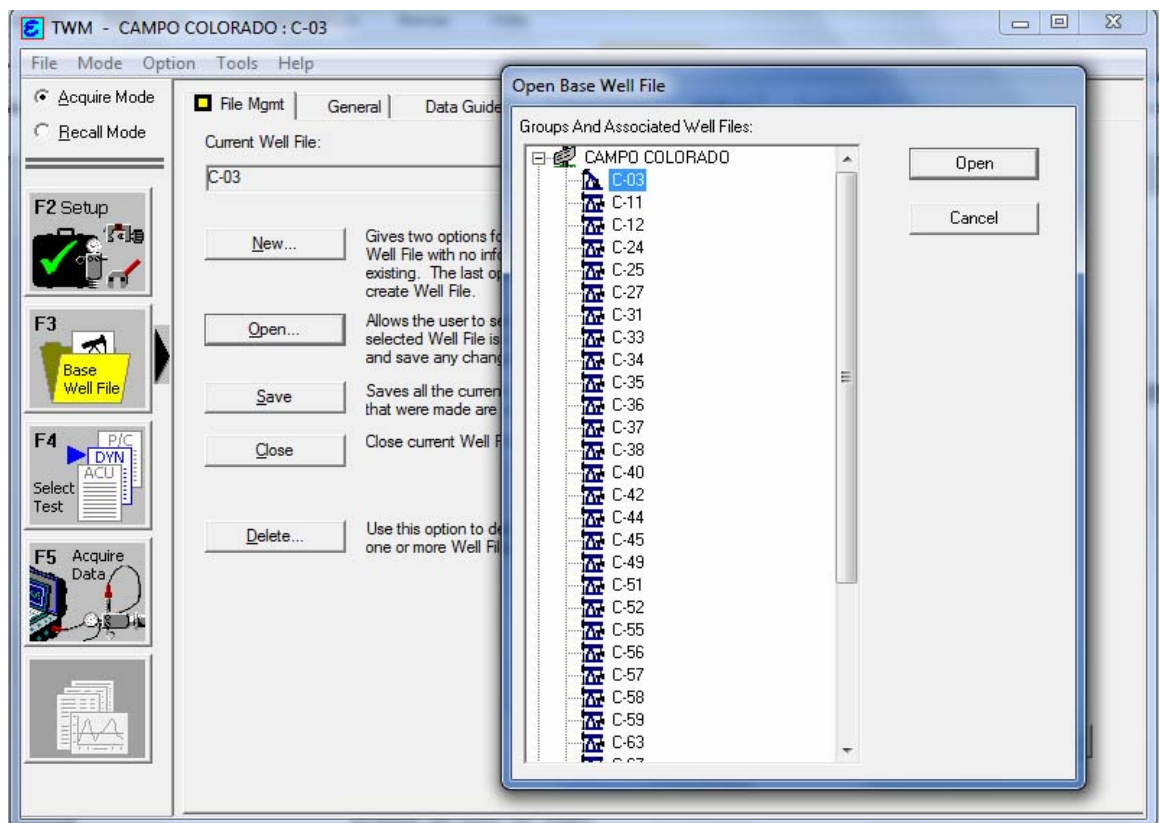 TWM - CAMPO COLORADO : C-03
File Mode Option Tools Help
Acquire Mode
Recall Mode
F2 Setup
F3
Base
Well File
F4
P/C
DYN
ACU
Select
Test
F5 Acquire
Data
File Mgmt
General
Data Guide
Current Well File:
C-03
New...
Gives two options fo
Well File with no info
existing. The last op
create Well File.
Open...
Allows the user to se
selected Well File is
and save any chang
Save
Saves all the curren
that were made are
Close
Close current Well F
Delete...
Use this option to de
one or more Well Fil
Open Base Well File
Groups And Associated Well Files:
CAMPO COLORADO
C-03
C-11
C-12
C-24
C-25
C-27
C-31
C-33
C-34
C-35
C-36
C-37
C-38
C-40
C-42
C-44
C-45
C-49
C-51
C-52
C-55
C-56
C-57
C-58
C-59
C-63
Open
Cancel